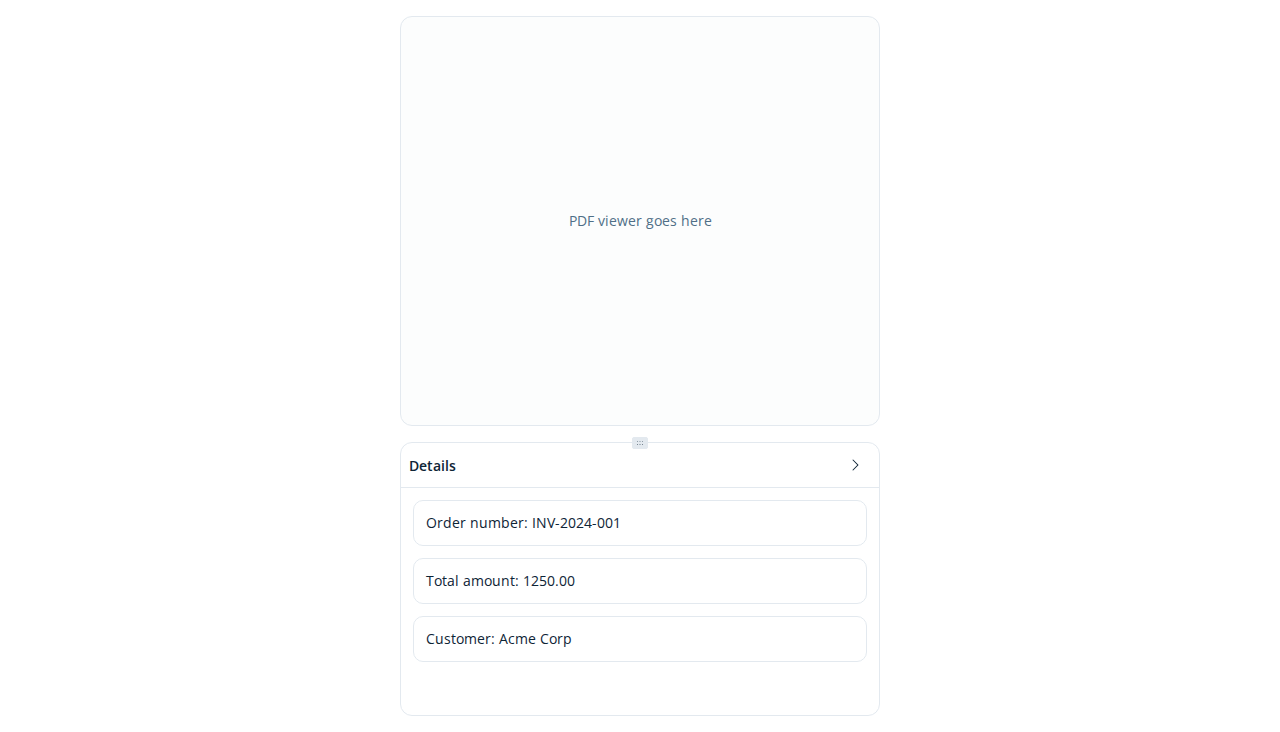 PDF viewer goes here
Details
Order number: INV-2024-001
Total amount: 1250.00
Customer: Acme Corp